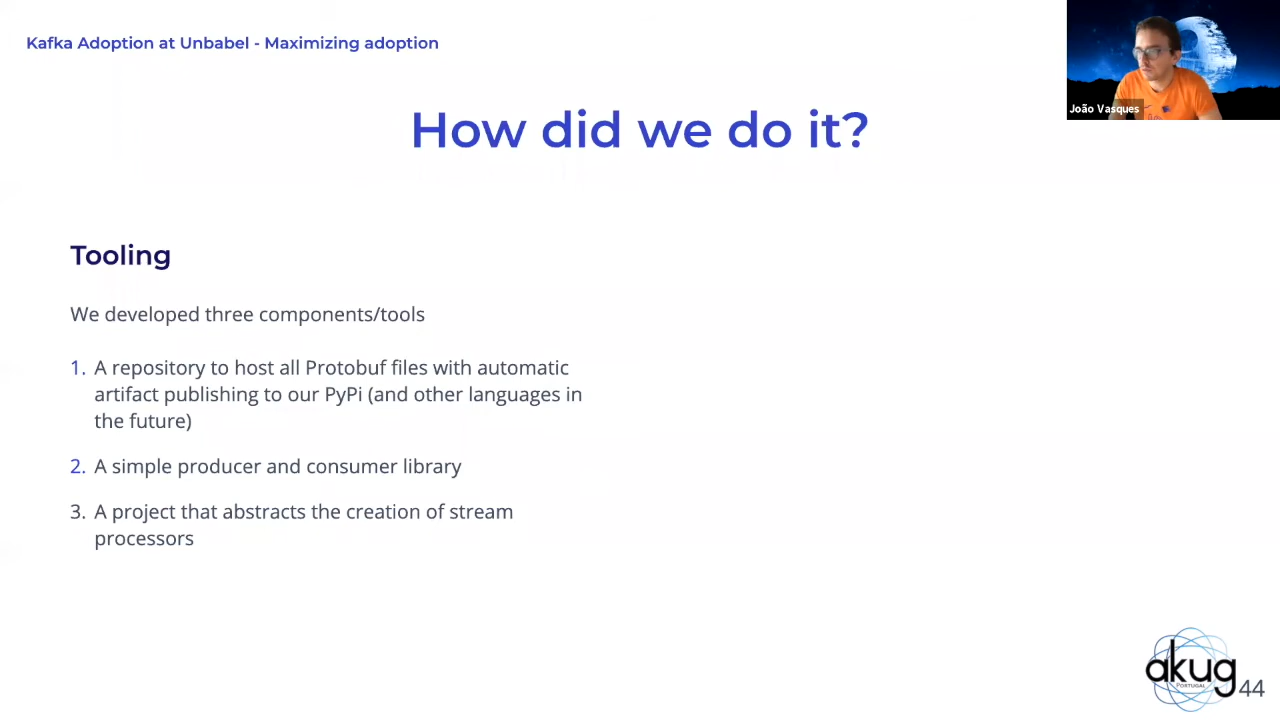 Kafka Adoption at Unbabel - Maximizing adoption
João Vasques
How did we do it?
Tooling
We developed three components/tools
1. A repository to host all Protobuf files with automatic
artifact publishing to our PyPi (and other languages in
the future)
2. A simple producer and consumer library
3. A project that abstracts the creation of stream
processors
akug
PORTUGAL
44